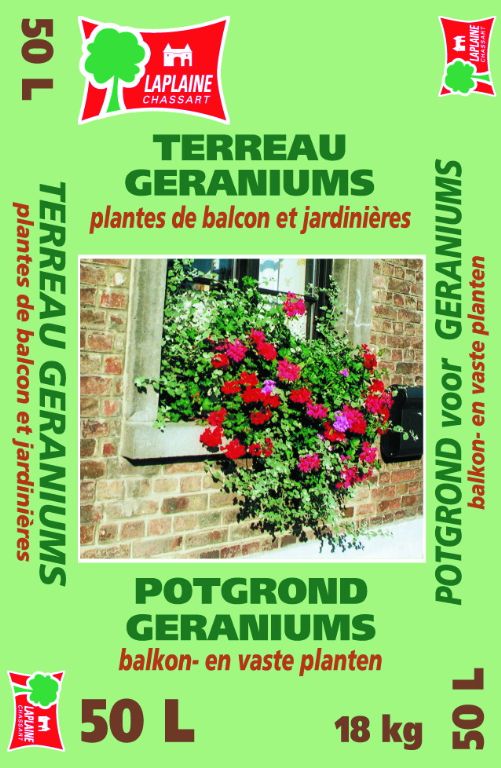 50 L
LAPLAINE
CHASSART
LAPLAINE
CHASSART
TERREAU
GERANIUMS
plantes de balcon et jardinières
TERREAU GERANIUMS
plantes de balcon et jardinières
POTGROND voor GERANIUMS
balkon- en vaste planten
POTGROND
GERANIUMS
balkon- en vaste planten
LAPLAINE
CHASSART
50 L
18 kg
50 L